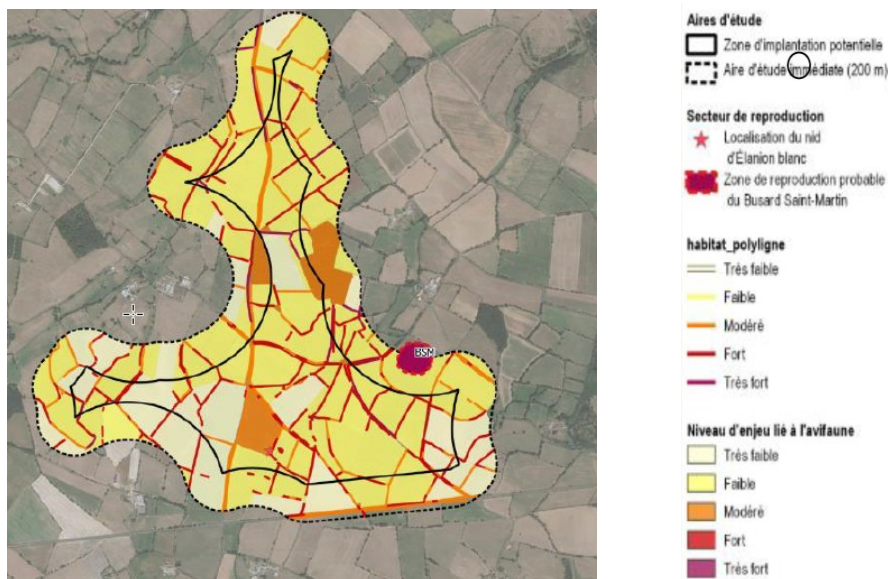 BSM
Aires d'étude
Zone d'implantation potentielle
Aire d'étude immédiate (200 m)
Secteur de reproduction
Localisation du nid
d'Élanion blanc
Zone de reproduction probable
du Busard Saint-Martin
habitat_polyligne
Très faible
Faible
Modéré
Fort
Très fort
Niveau d'enjeu lié à l'avifaune
Très faible
Faible
Modéré
Fort
Très fort